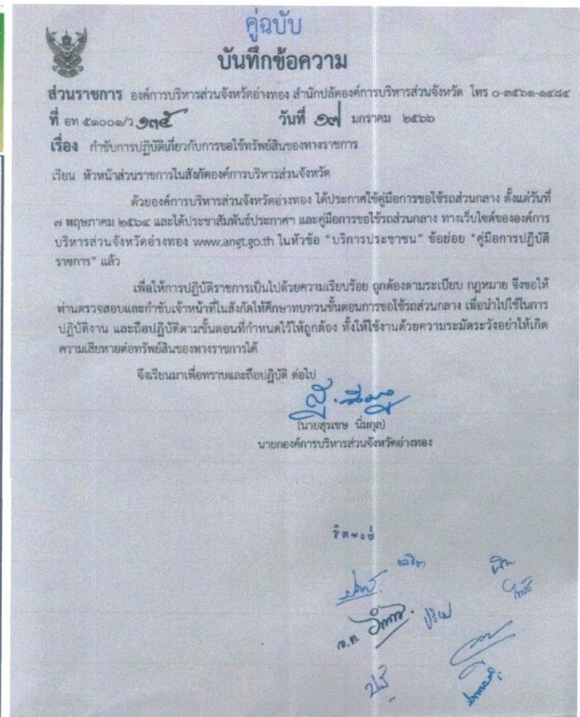 คู่ฉบับ
บันทึกข้อความ
ส่วนราชการ องค์การบริหารส่วนจังหวัดอ่างทอง สำนักปลัดองค์การบริหารส่วนจังหวัด โทร ๐-๓๕๖๑-๑๔๘๔
ที่ อท ๕๑๐๐๑/ว ๑๓๕ วันที่ ๑๗ มกราคม ๒๕๖๖
เรื่อง กำชับการปฏิบัติเกี่ยวกับการขอใช้ทรัพย์สินของทางราชการ
เรียน หัวหน้าส่วนราชการในสังกัดองค์การบริหารส่วนจังหวัด
ด้วยองค์การบริหารส่วนจังหวัดอ่างทอง ได้ประกาศใช้คู่มือการขอใช้รถส่วนกลาง ตั้งแต่วันที่
๗ พฤษภาคม ๒๕๖๔ และได้ประชาสัมพันธ์ประกาศฯ และคู่มือการขอใช้รถส่วนกลาง ทางเว็บไซต์ขององค์การ
บริหารส่วนจังหวัดอ่างทอง www.angt.go.th ในหัวข้อ "บริการประชาชน" ข้อย่อย "คู่มือการปฏิบัติ
ราชการ" แล้ว
เพื่อให้การปฏิบัติราชการเป็นไปด้วยความเรียบร้อย ถูกต้องตามระเบียบ กฎหมาย จึงขอให้
ท่านตรวจสอบและกำชับเจ้าหน้าที่ในสังกัดให้ศึกษาทบทวนขั้นตอนการขอใช้รถส่วนกลาง เพื่อนำไปใช้ในการ
ปฏิบัติงาน และถือปฏิบัติตามขั้นตอนที่กำหนดไว้ให้ถูกต้อง ทั้งให้ใช้งานด้วยความระมัดระวังอย่าให้เกิด
ความเสียหายต่อทรัพย์สินของทางราชการได้
จึงเรียนมาเพื่อทราบและถือปฏิบัติ ต่อไป
(นายสุรเชษ นิ่มกุล)
นายกองค์การบริหารส่วนจังหวัดอ่างทอง